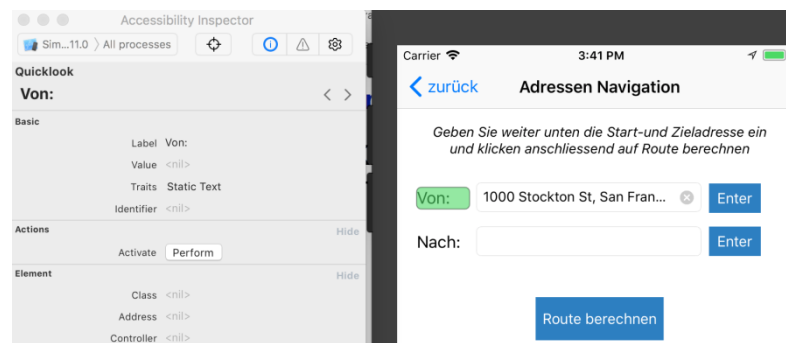 Accessibility Inspector
Sim...11.0 〉 All processes
Quicklook
Von:
Basic
Label Von:
Value <nil>
Traits Static Text
Identifier <nil>
Actions Hide
Activate Perform
Element Hide
Class <nil>
Address <nil>
Controller <nil>
Carrier 3:41 PM
zurück Adressen Navigation
Geben Sie weiter unten die Start-und Zieladresse ein
und klicken anschliessend auf Route berechnen
Von: 1000 Stockton St, San Fran... Enter
Nach: Enter
Route berechnen